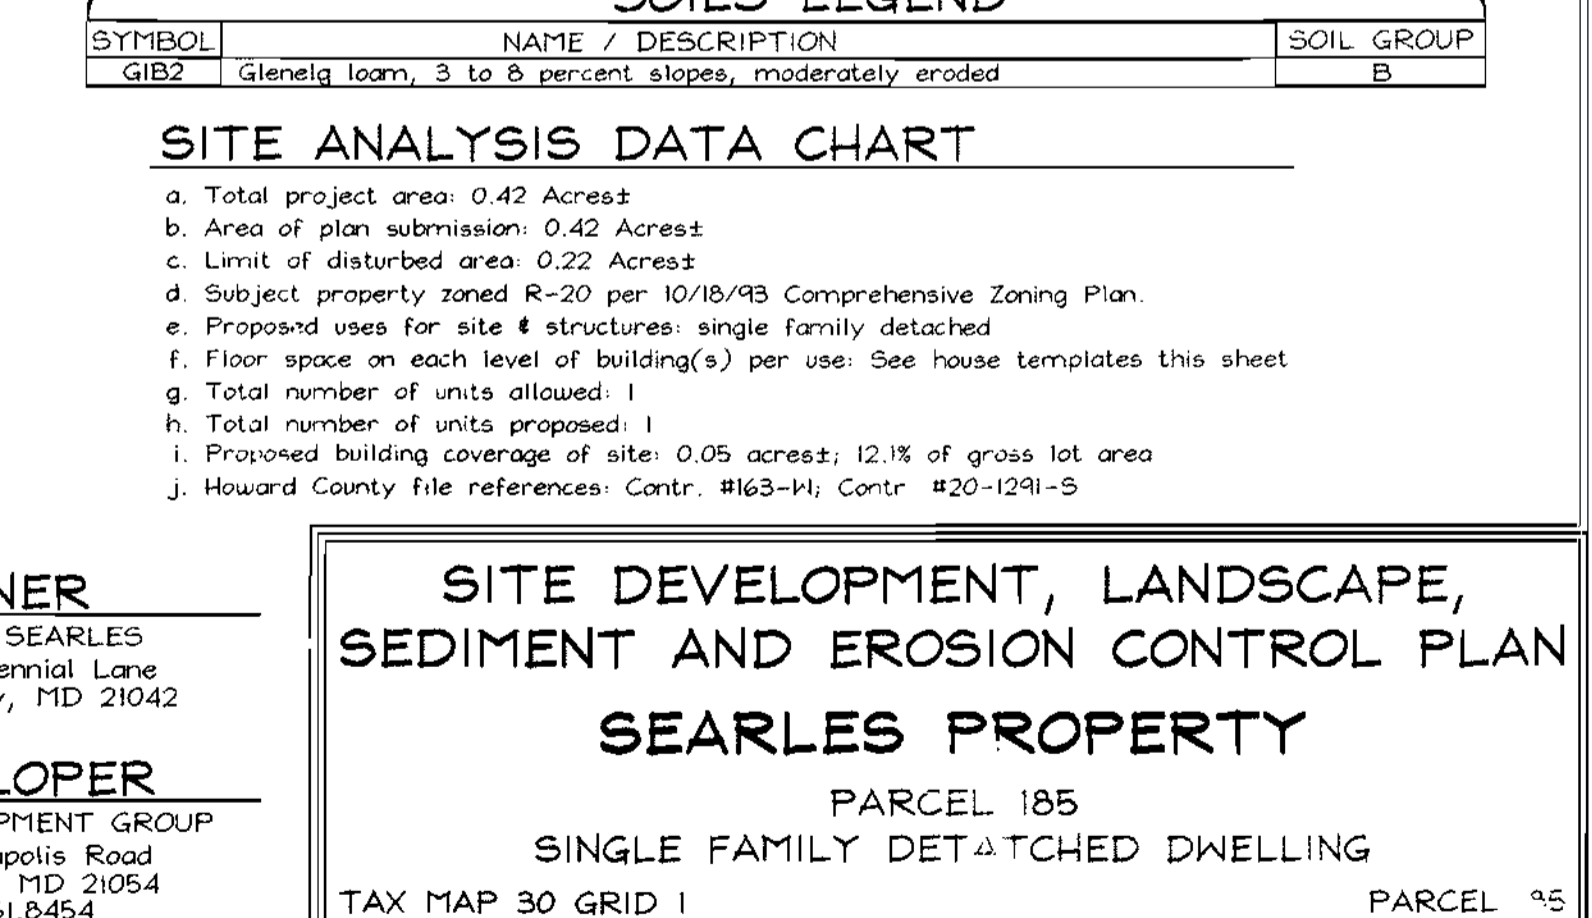 SOILS LEGEND
SYMBOL NAME / DESCRIPTION SOIL GROUP
GIB2 Glenelg loam, 3 to 8 percent slopes, moderately eroded B
SITE ANALYSIS DATA CHART
a. Total project area: 0.42 Acres±
b. Area of plan submission: 0.42 Acres±
c. Limit of disturbed area: 0.22 Acres±
d. Subject property zoned R-20 per 10/18/93 Comprehensive Zoning Plan.
e. Proposed uses for site & structures: single family detached
f. Floor space on each level of building(s) per use: See house templates this sheet
g. Total number of units allowed: 1
h. Total number of units proposed: 1
i. Proposed building coverage of site: 0.05 acres±; 12.1% of gross lot area
j. Howard County file references: Contr. #163-W; Contr #20-1291-S
NER
SEARLES
ennial Lane
, MD 21042
LOPER
PMENT GROUP
apolis Road
MD 21054
8454
SITE DEVELOPMENT, LANDSCAPE,
SEDIMENT AND EROSION CONTROL PLAN
SEARLES PROPERTY
PARCEL 185
SINGLE FAMILY DETATCHED DWELLING
TAX MAP 30 GRID 1 PARCEL